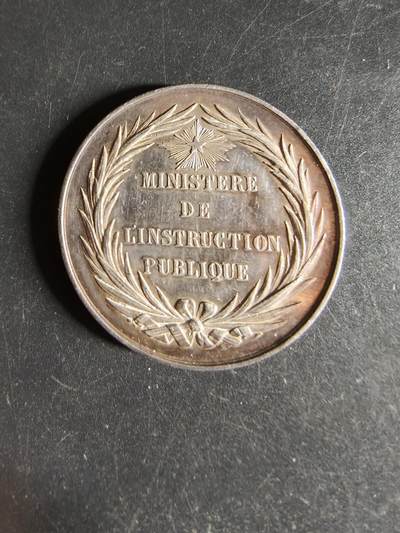 MINISTERE
DE
L'INSTRUCTION
PUBLIQUE